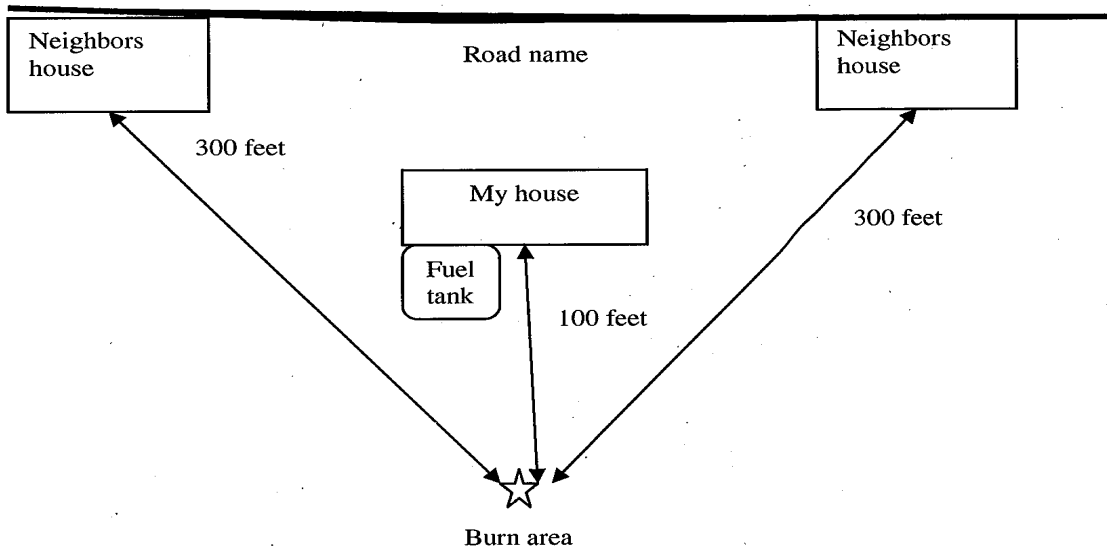 Neighbors
house
Road name
Neighbors
house
300 feet
My house
300 feet
Fuel
tank
100 feet
Burn area